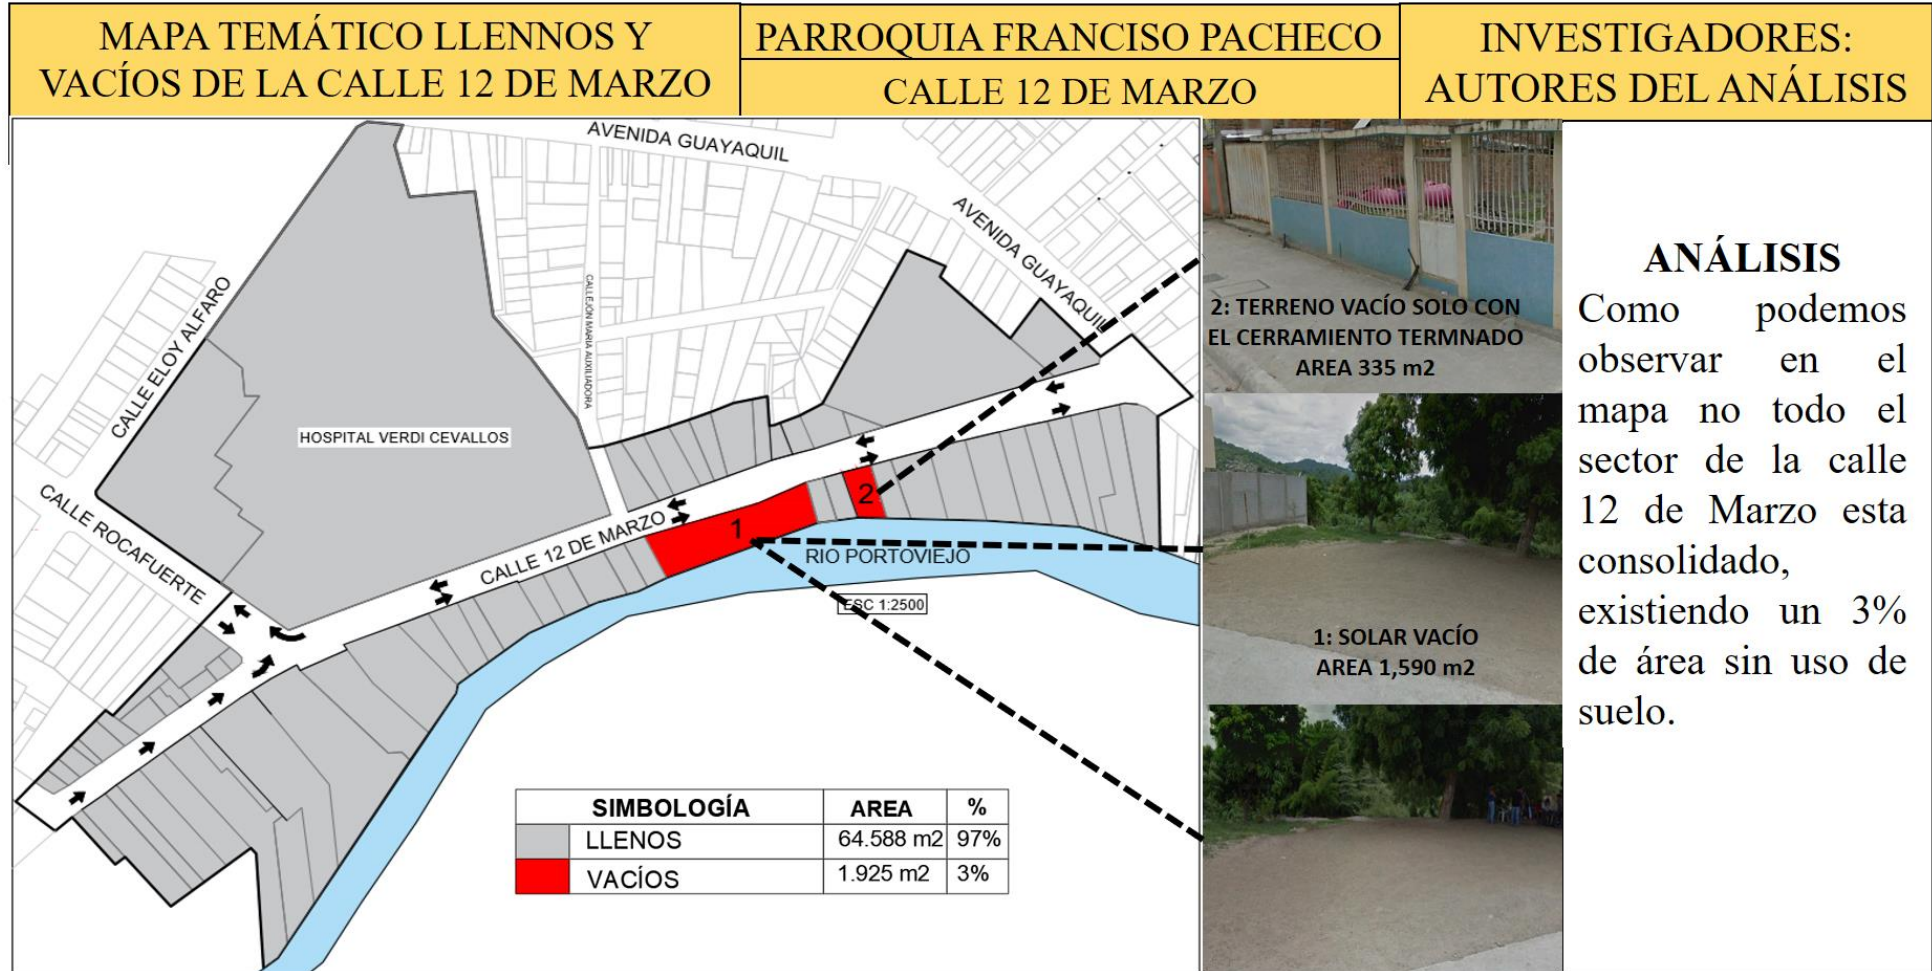 MAPA TEMÁTICO LLENNOS Y
VACÍOS DE LA CALLE 12 DE MARZO
PARROQUIA FRANCISO PACHECO
CALLE 12 DE MARZO
INVESTIGADORES:
AUTORES DEL ANÁLISIS
AVENIDA GUAYAQUIL
AVENIDA GUAYAQUIL
CALLE ELOY ALFARO
CALLEJÓN MARIA AUXILIADORA
HOSPITAL VERDI CEVALLOS
CALLE ROCAFUERTE
CALLE 12 DE MARZO
1
2
RIO PORTOVIEJO
ESC 1:2500
SIMBOLOGÍA AREA %
LLENOS 64.588 m2 97%
VACÍOS 1.925 m2 3%
2: TERRENO VACÍO SOLO CON
EL CERRAMIENTO TERMNADO
AREA 335 m2
1: SOLAR VACÍO
AREA 1,590 m2
ANÁLISIS
Como podemos
observar en el
mapa no todo el
sector de la calle
12 de Marzo esta
consolidado,
existiendo un 3%
de área sin uso de
suelo.